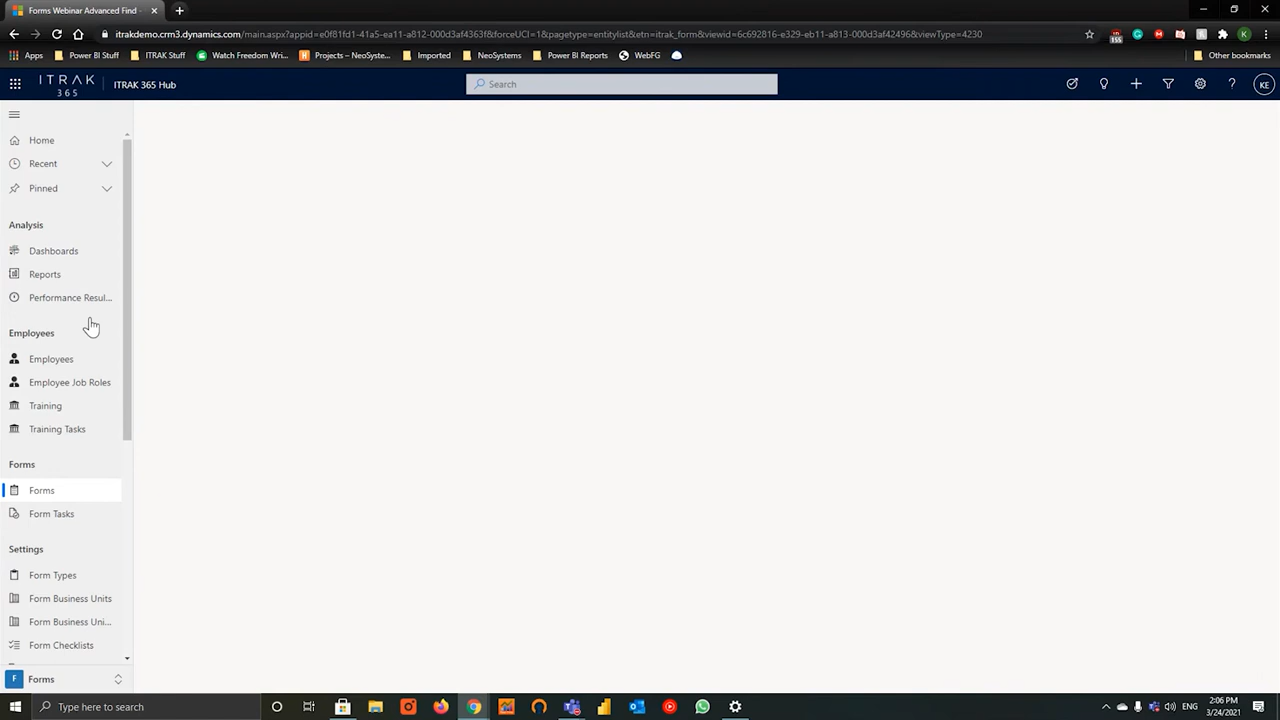 Forms Webinar Advanced Find
itrakdemo.crm3.dynamics.com/main.aspx?appid=e0f81fd1-41a5-ea11-a812-000d3af4363f&forceUCI=1&pagetype=entitylist&etn=itrak_form&viewid=6c692816-e329-eb11-a813-000d3af42496&viewType=4230
155
K
Apps
Power BI Stuff
ITRAK Stuff
Watch Freedom Wri...
Projects – NeoSyste...
Imported
NeoSystems
Power BI Reports
WebFG
Other bookmarks
ITRAK
365
ITRAK 365 Hub
Search
KE
Home
Recent
Pinned
Analysis
Dashboards
Reports
Performance Resul...
Employees
Employees
Employee Job Roles
Training
Training Tasks
Forms
Forms
Form Tasks
Settings
Form Types
Form Business Units
Form Business Uni...
Form Checklists
F
Forms
Type here to search
ENG
2:06 PM
3/24/2021